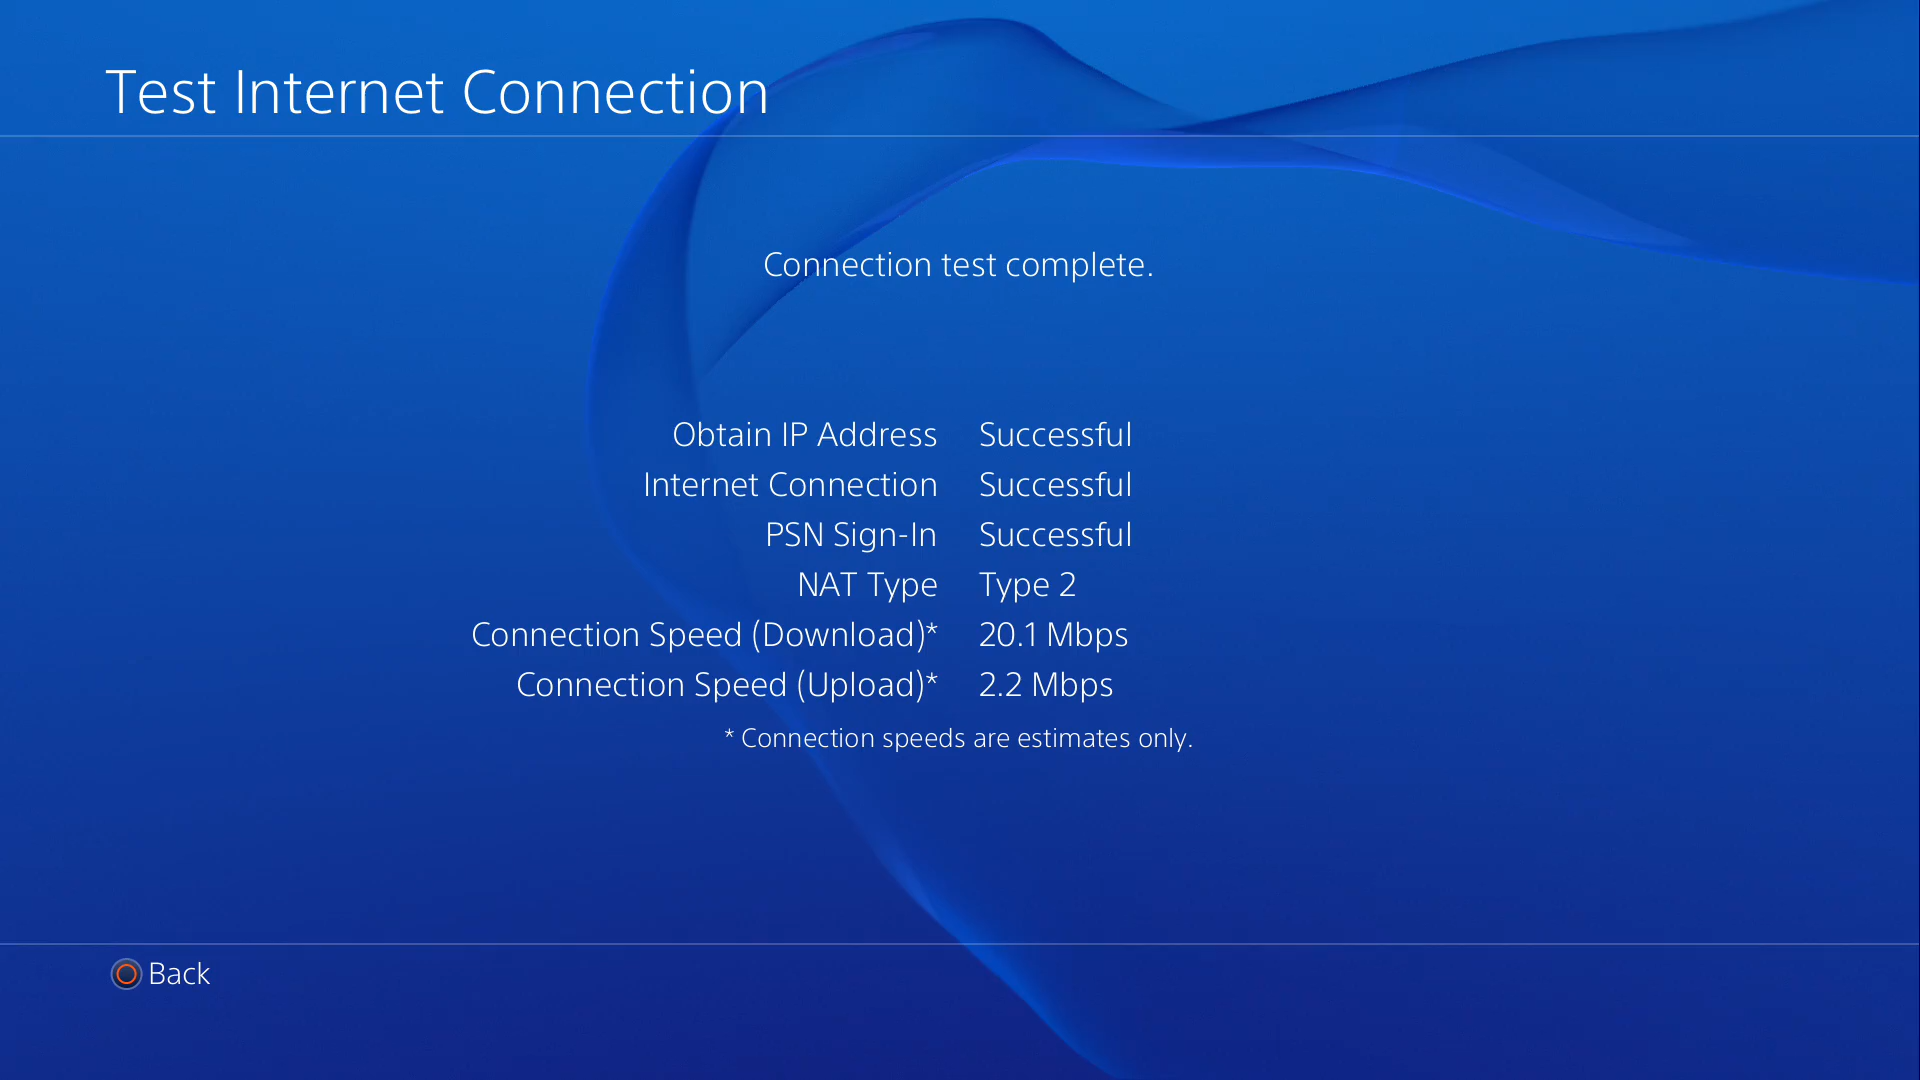 Test Internet Connection
Connection test complete.
Obtain IP Address Successful
Internet Connection Successful
PSN Sign-In Successful
NAT Type Type 2
Connection Speed (Download)* 20.1 Mbps
Connection Speed (Upload)* 2.2 Mbps
* Connection speeds are estimates only.
Back